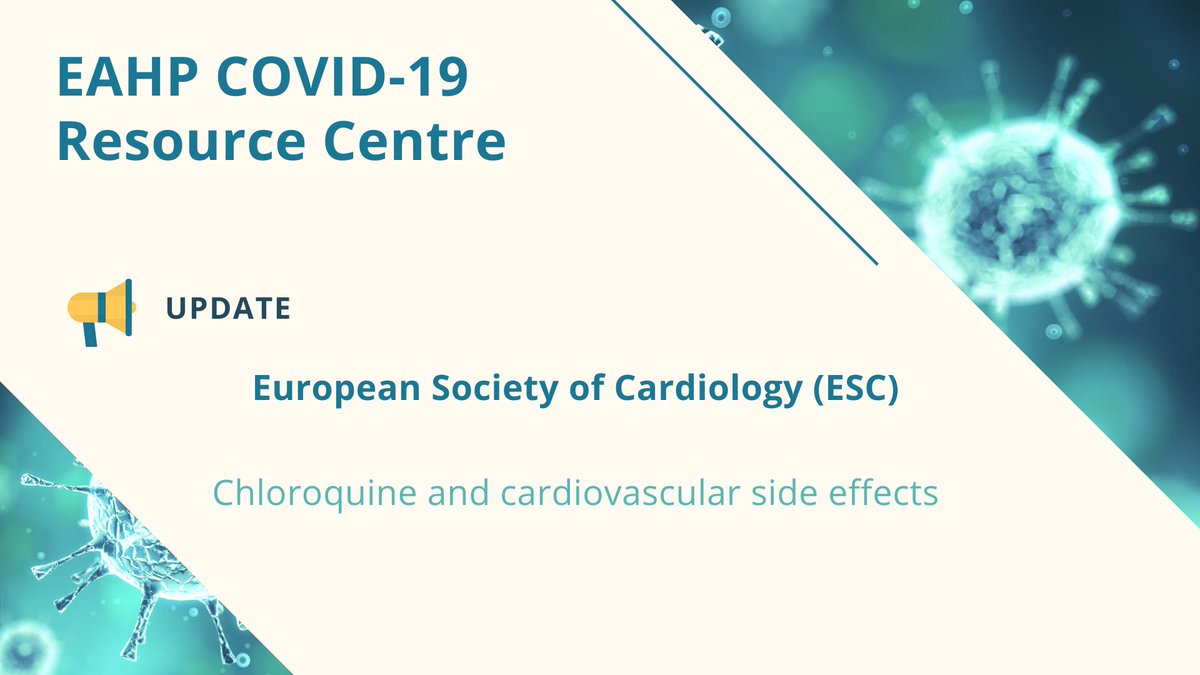 EAHP COVID-19
Resource Centre
UPDATE
European Society of Cardiology (ESC)
Chloroquine and cardiovascular side effects